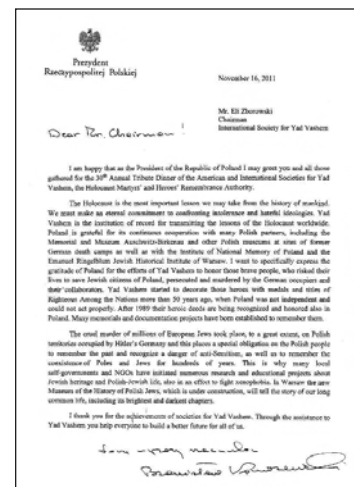 Prezydent
Rzeczypospolitej Polskiej
November 16, 2011
Mr. Eli Zborowski
Chairman
International Society for Yad Vashem
Dear Mr. Chairman!
I am happy that as the President of the Republic of Poland I may greet you and all those
gathered for the 30th Annual Tribute Dinner of the American and International Societies for Yad
Vashem, the Holocaust Martyrs' and Heroes' Remembrance Authority.
The Holocaust is the most important lesson we may take from the history of mankind.
We must make an eternal commitment to confronting intolerance and hateful ideologies. Yad
Vashem is the institution of record for transmitting the lessons of the Holocaust worldwide.
Poland is grateful for its continuous cooperation with many Polish partners, including the
Memorial and Museum Auschwitz-Birkenau and other Polish museums at sites of former
German death camps as well as with the Institute of National Memory of Poland and the
Emanuel Ringelblum Jewish Historical Institute of Warsaw. I want to specifically express the
gratitude of Poland for the efforts of Yad Vashem to honor those brave people, who risked their
lives to save Jewish citizens of Poland, persecuted and murdered by the German occupiers and
their collaborators. Yad Vashem started to decorate those heroes with medals and titles of
Righteous Among the Nations more than 50 years ago, when Poland was not independent and
could not act properly. After 1989 their heroic deeds are being recognized and honored also in
Poland. Many memorials and documentation projects have been established to remember them.
The cruel murder of millions of European Jews took place, to a great extent, on Polish
territories occupied by Hitler's Germany and this places a special obligation on the Polish people
to remember the past and recognize a danger of anti-Semitism, as well as to remember the
coexistence of Poles and Jews for hundreds of years. This is why many local
self-governments and NGOs have initiated numerous research and educational projects about
Jewish heritage and Polish-Jewish life, also in an effort to fight xenophobia. In Warsaw the new
Museum of the History of Polish Jews, which is under construction, will tell the story of our long
common life, including its brightest and darkest chapters.
I thank you for the achievements of societies for Yad Vashem. Through the assistance to
Yad Vashem you help everyone to build a better future for all of us.